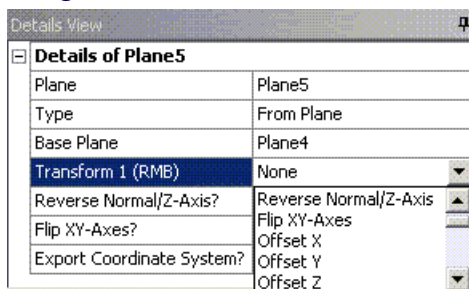 Details View
Details of Plane5
Plane Plane5
Type From Plane
Base Plane Plane4
Transform 1 (RMB) None
Reverse Normal/Z-Axis? Reverse Normal/Z-Axis
Flip XY-Axes? Flip XY-Axes
Offset X
Export Coordinate System? Offset Y
Offset Z